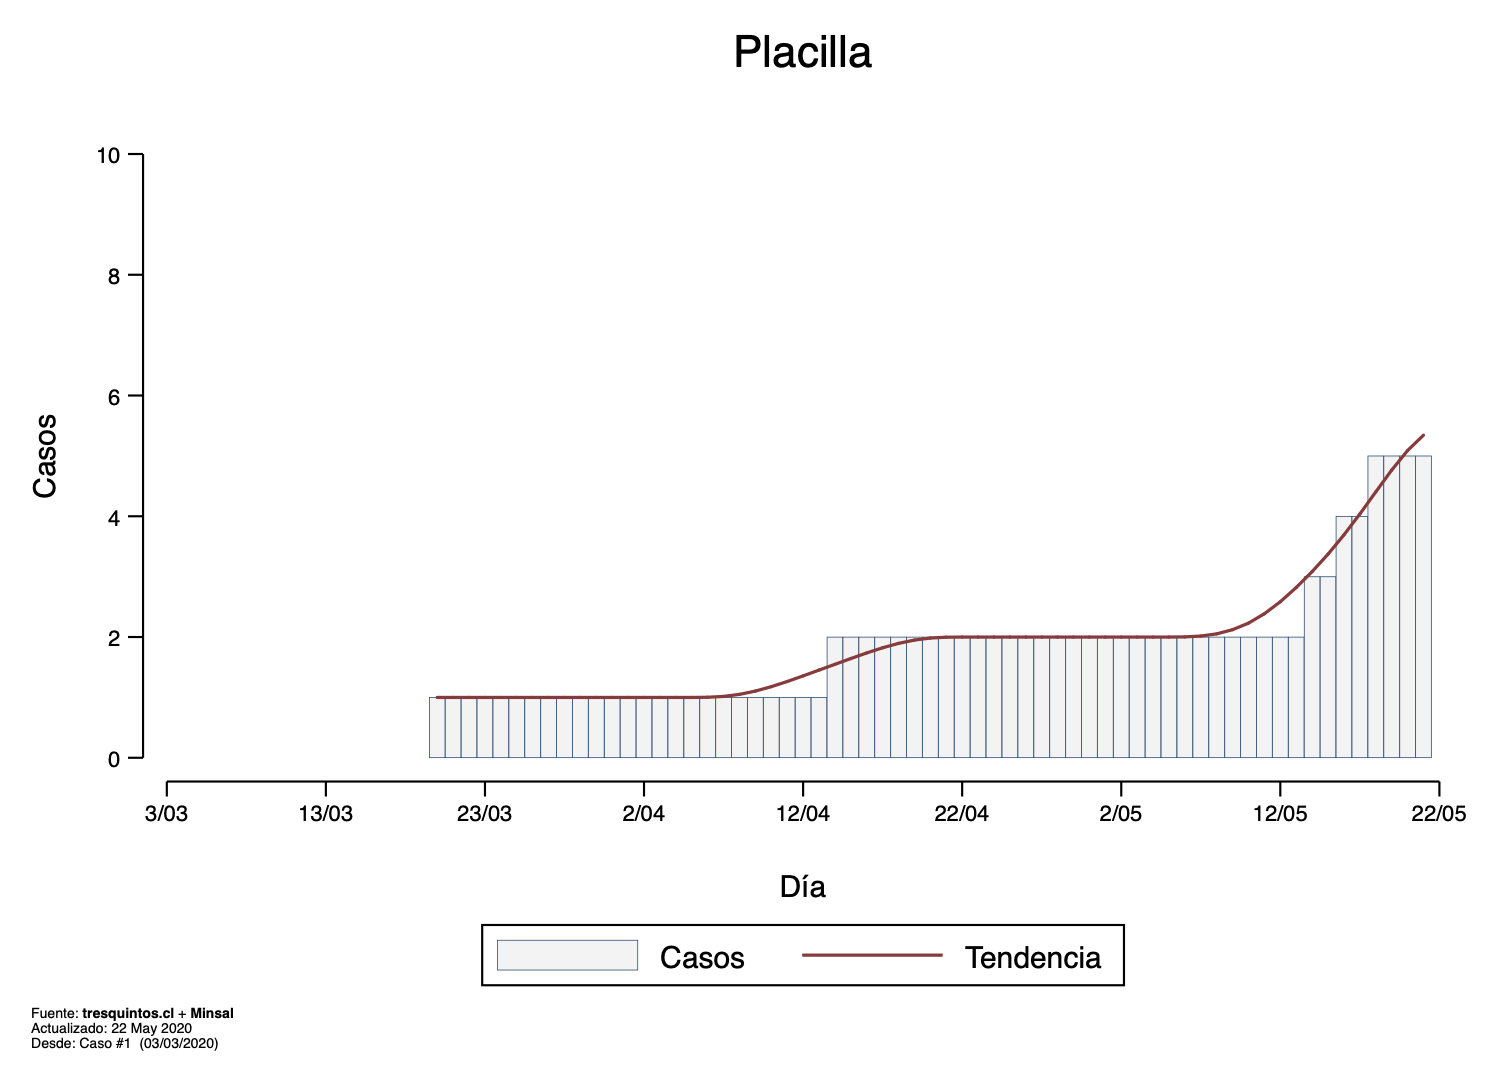 Placilla
10
8
6
4
2
0
Casos
3/03 13/03 23/03 2/04 12/04 22/04 2/05 12/05 22/05
Día
Casos Tendencia
Fuente: tresquintos.cl + Minsal
Actualizado: 22 May 2020
Desde: Caso #1 (03/03/2020)